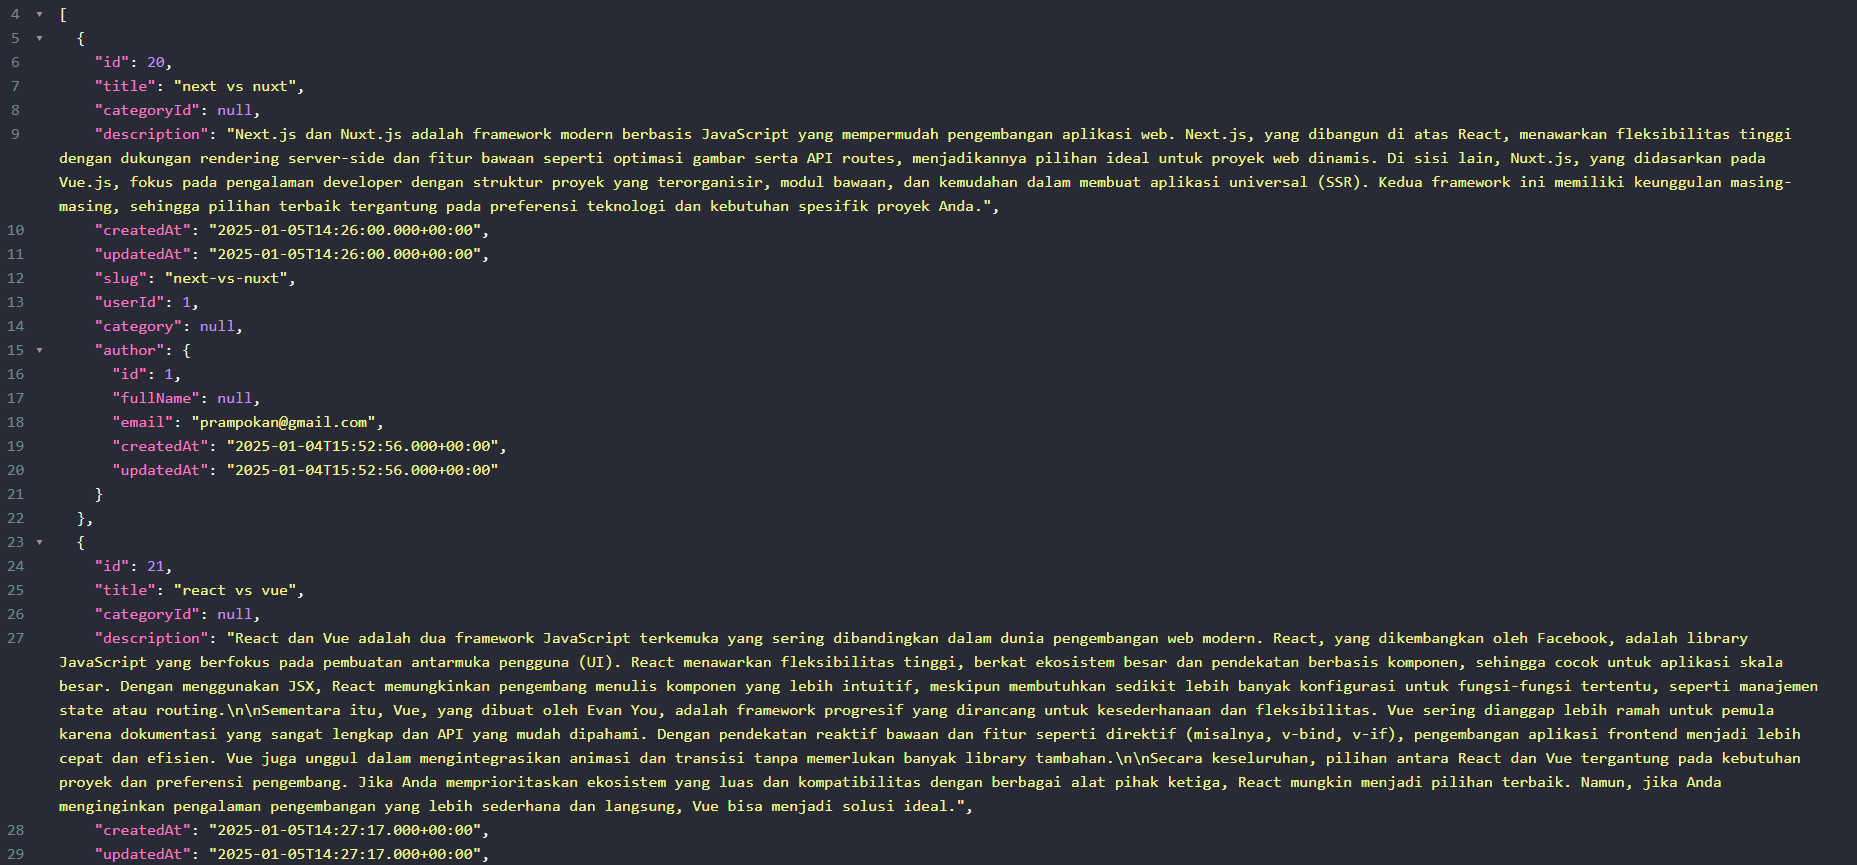 4 [
5 {
6 "id": 20,
7 "title": "next vs nuxt",
8 "categoryId": null,
9 "description": "Next.js dan Nuxt.js adalah framework modern berbasis JavaScript yang mempermudah pengembangan aplikasi web. Next.js, yang dibangun di atas React, menawarkan fleksibilitas tinggi
dengan dukungan rendering server-side dan fitur bawaan seperti optimasi gambar serta API routes, menjadikannya pilihan ideal untuk proyek web dinamis. Di sisi lain, Nuxt.js, yang didasarkan pada
Vue.js, fokus pada pengalaman developer dengan struktur proyek yang terorganisir, modul bawaan, dan kemudahan dalam membuat aplikasi universal (SSR). Kedua framework ini memiliki keunggulan masing-
masing, sehingga pilihan terbaik tergantung pada preferensi teknologi dan kebutuhan spesifik proyek Anda.",
10 "createdAt": "2025-01-05T14:26:00.000+00:00",
11 "updatedAt": "2025-01-05T14:26:00.000+00:00",
12 "slug": "next-vs-nuxt",
13 "userId": 1,
14 "category": null,
15 "author": {
16 "id": 1,
17 "fullName": null,
18 "email": "prampokan@gmail.com",
19 "createdAt": "2025-01-04T15:52:56.000+00:00",
20 "updatedAt": "2025-01-04T15:52:56.000+00:00"
21 }
22 },
23 {
24 "id": 21,
25 "title": "react vs vue",
26 "categoryId": null,
27 "description": "React dan Vue adalah dua framework JavaScript terkemuka yang sering dibandingkan dalam dunia pengembangan web modern. React, yang dikembangkan oleh Facebook, adalah library
JavaScript yang berfokus pada pembuatan antarmuka pengguna (UI). React menawarkan fleksibilitas tinggi, berkat ekosistem besar dan pendekatan berbasis komponen, sehingga cocok untuk aplikasi skala
besar. Dengan menggunakan JSX, React memungkinkan pengembang menulis komponen yang lebih intuitif, meskipun membutuhkan sedikit lebih banyak konfigurasi untuk fungsi-fungsi tertentu, seperti manajemen
state atau routing.\n\nSementara itu, Vue, yang dibuat oleh Evan You, adalah framework progresif yang dirancang untuk kesederhanaan dan fleksibilitas. Vue sering dianggap lebih ramah untuk pemula
karena dokumentasi yang sangat lengkap dan API yang mudah dipahami. Dengan pendekatan reaktif bawaan dan fitur seperti direktif (misalnya, v-bind, v-if), pengembangan aplikasi frontend menjadi lebih
cepat dan efisien. Vue juga unggul dalam mengintegrasikan animasi dan transisi tanpa memerlukan banyak library tambahan.\n\nSecara keseluruhan, pilihan antara React dan Vue tergantung pada kebutuhan
proyek dan preferensi pengembang. Jika Anda memprioritaskan ekosistem yang luas dan kompatibilitas dengan berbagai alat pihak ketiga, React mungkin menjadi pilihan terbaik. Namun, jika Anda
menginginkan pengalaman pengembangan yang lebih sederhana dan langsung, Vue bisa menjadi solusi ideal.",
28 "createdAt": "2025-01-05T14:27:17.000+00:00",
29 "updatedAt": "2025-01-05T14:27:17.000+00:00",